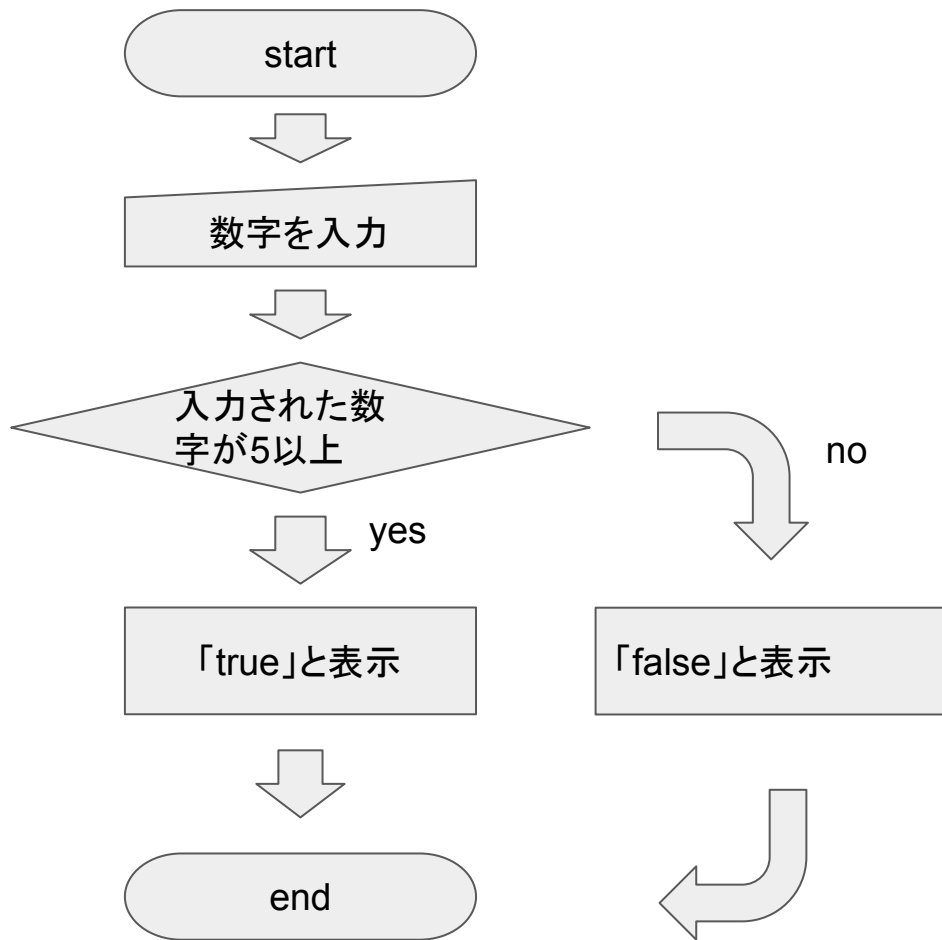 start
数字を入力
入力された数
字が5以上
no
yes
「true」と表示
「false」と表示
end